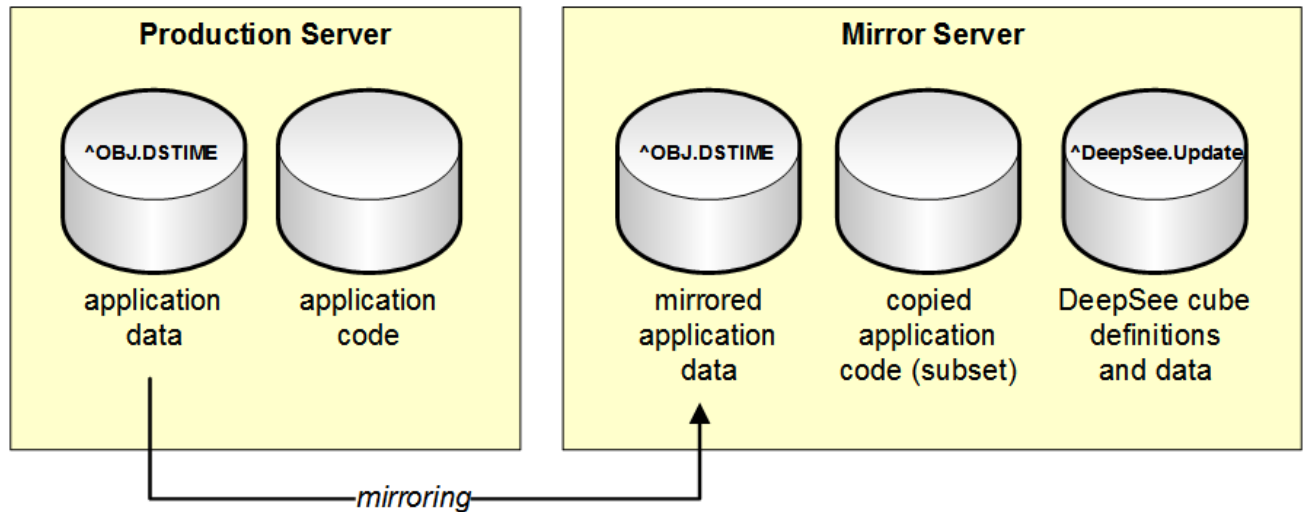 Production Server
^OBJ.DSTIME
application
data
application
code
Mirror Server
^OBJ.DSTIME
^DeepSee.Update
mirrored
application
data
copied
application
code (subset)
DeepSee cube
definitions
and data
mirroring